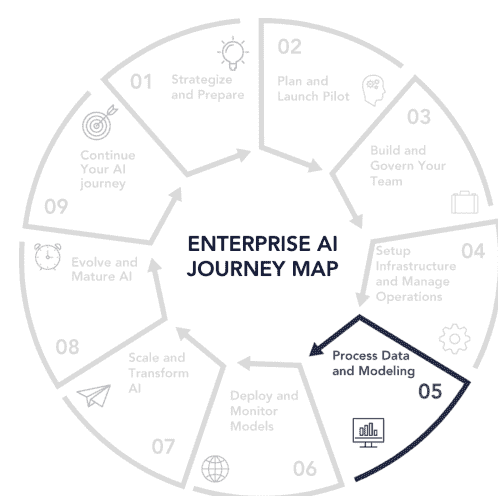 01
Strategize
and Prepare
02
Plan and
Launch Pilot
03
Build and
Govern Your
Team
04
Setup
Infrastructure
and Manage
Operations
Process Data
and Modeling
05
Deploy and
Monitor
Models
06
Scale and
Transform
AI
07
Evolve and
Mature AI
08
Continue
Your AI
journey
09
ENTERPRISE AI
JOURNEY MAP